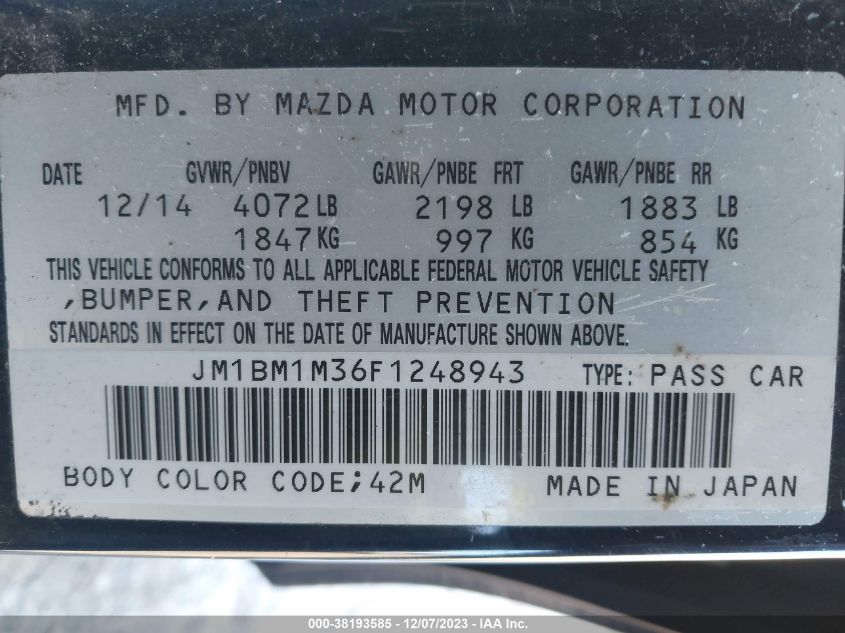 MFD. BY MAZDA MOTOR CORPORATION
DATE GVWR/PNBV GAWR/PNBE FRT GAWR/PNBE RR
12/14 4072 LB 2198 LB 1883 LB
1847 KG 997 KG 854 KG
THIS VEHICLE CONFORMS TO ALL APPLICABLE FEDERAL MOTOR VEHICLE SAFETY
,BUMPER,AND THEFT PREVENTION
STANDARDS IN EFFECT ON THE DATE OF MANUFACTURE SHOWN ABOVE.
JM1BM1M36F1248943 TYPE: PASS CAR
BODY COLOR CODE;42M MADE IN JAPAN
000-38193585 - 12/07/2023 - IAA Inc.